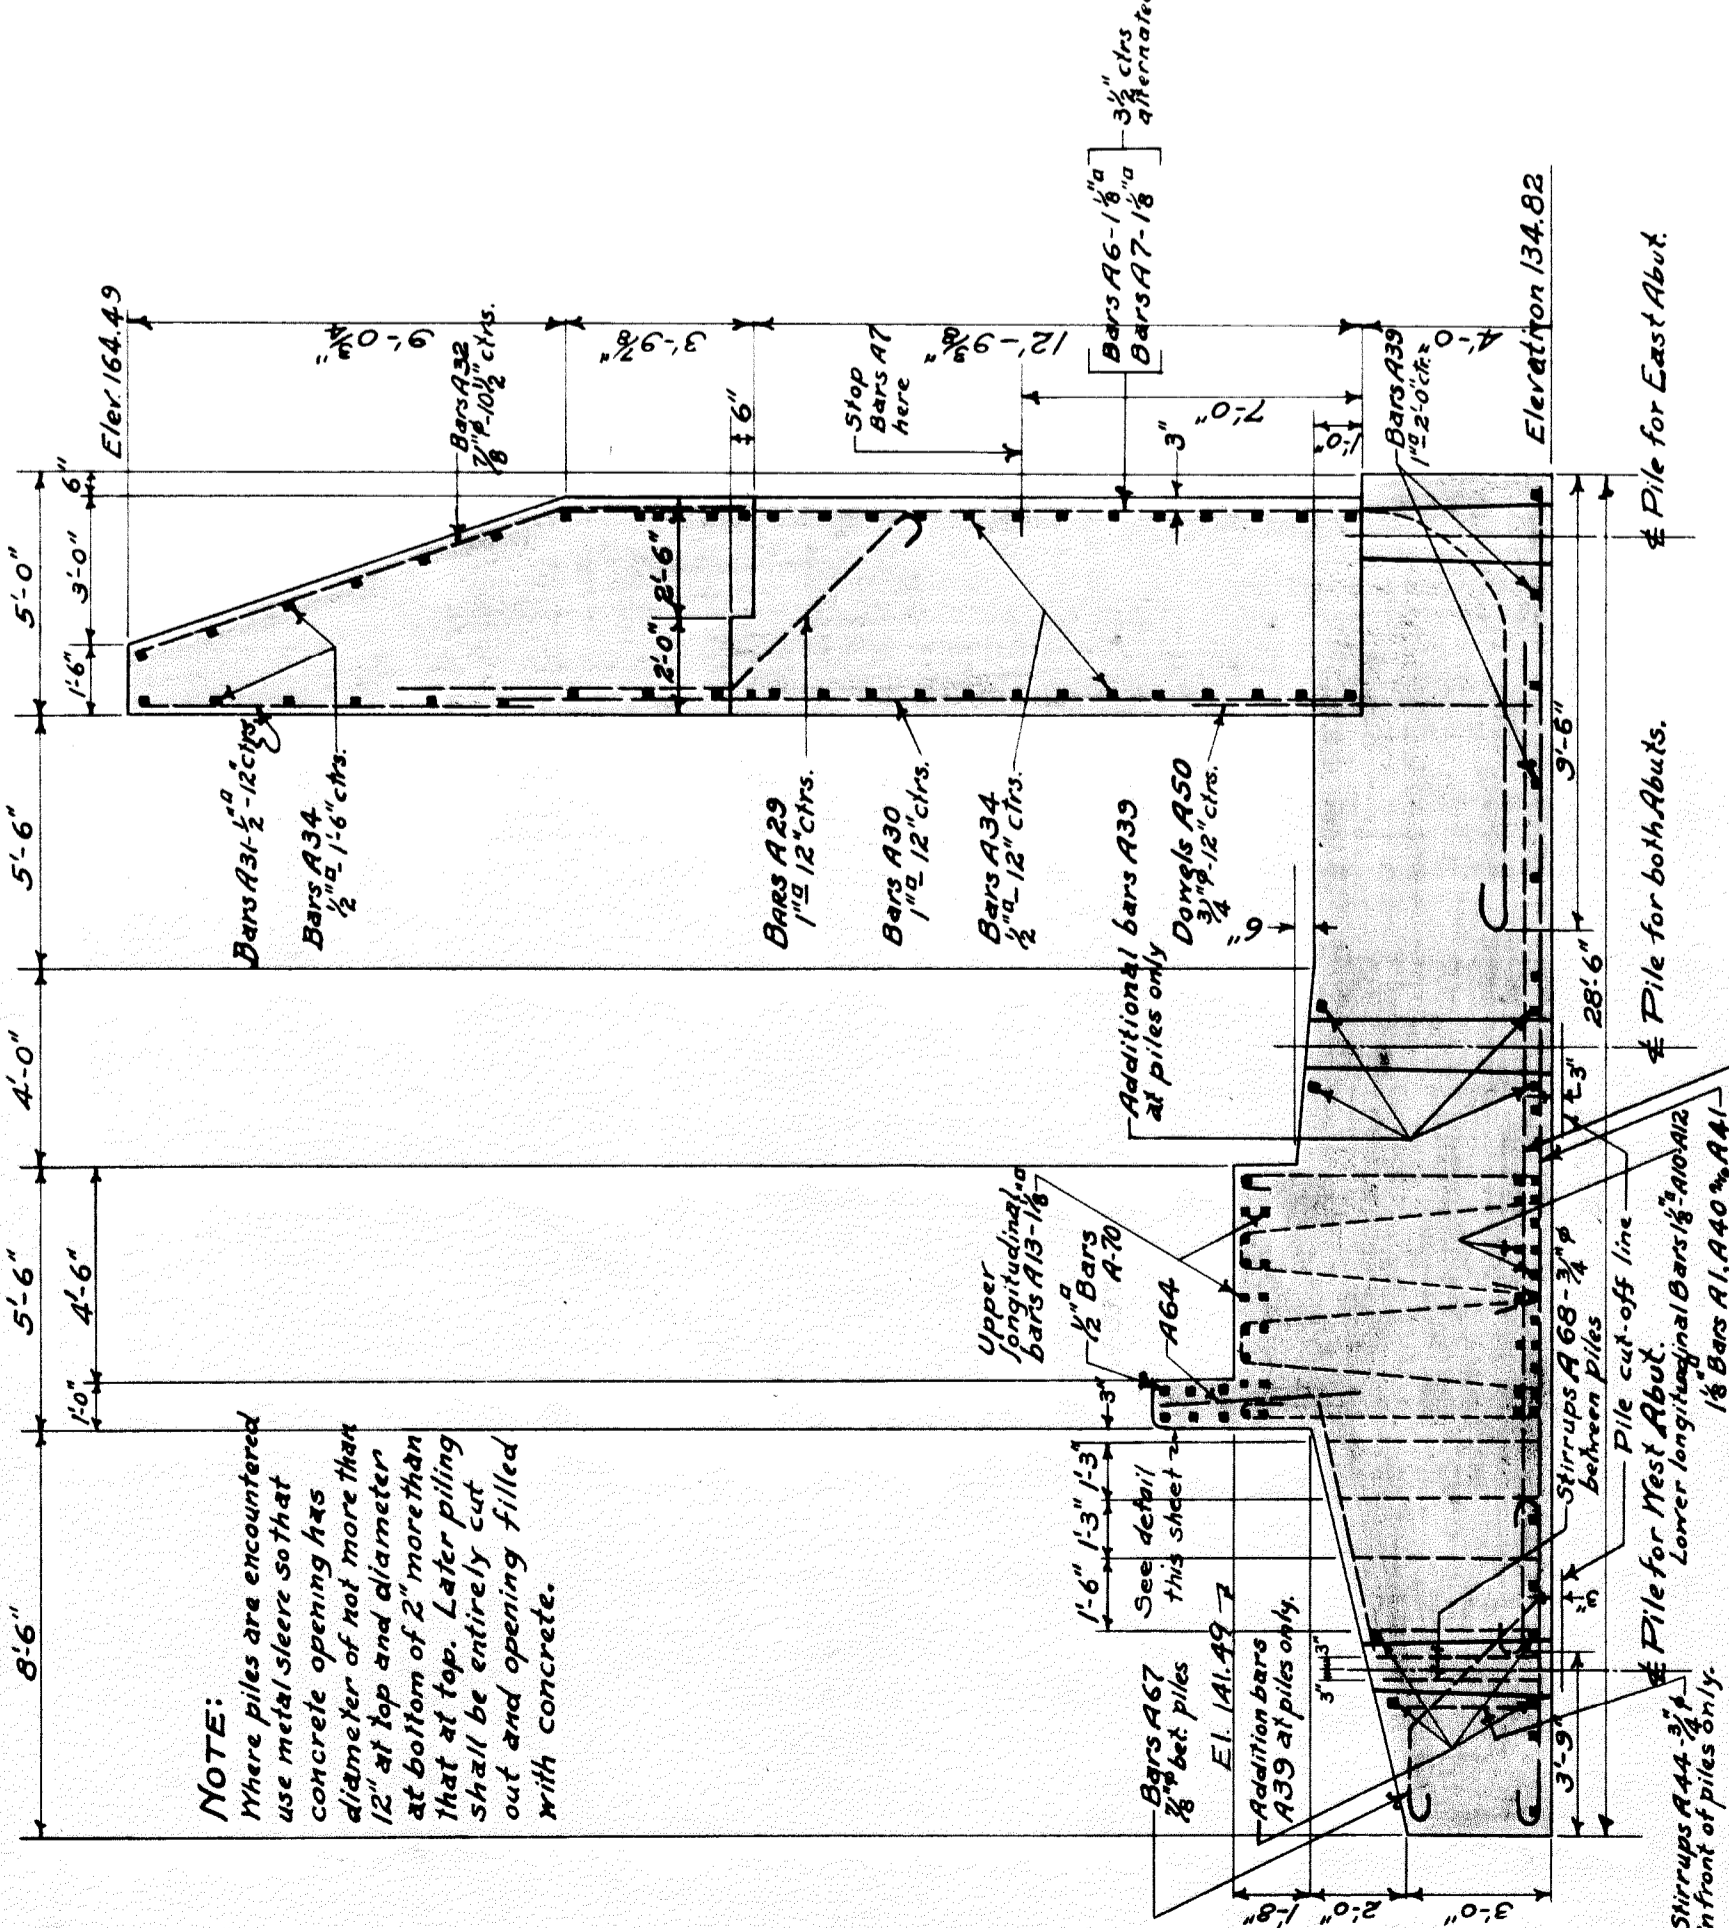 8'-6"
5'-6"
4'-0"
5'-6"
5'-0"
1'-0"
4'-6"
1'-6"
3'-0"
6"
Elev. 164.49
NOTE:
Where piles are encountered
use metal sleeve so that
concrete opening has
diameter of not more than
12" at top and diameter
at bottom of 2" more than
that at top. Later piling
shall be entirely cut
out and opening filled
with concrete.
Bars A31-½"▫-12"ctrs.
Bars A34
½"▫-1'-6"ctrs.
Bars A32
⅞"ϕ-10½"ctrs.
9'-0¾"
3'-9⅞"
12'-9⅜"
4'-0"
6"
2'-0"
2'-6"
Stop
Bars A7
here
7'-0"
1'-0"
3"
BARS A29
1"▫ 12"ctrs.
Bars A30
1"▫ 12"ctrs.
Bars A34
½"▫-12"ctrs.
Dowels A50
¾"ϕ-12"ctrs.
Bars A6-1⅛"▫
Bars A7-1⅛"▫
3½" ctrs
alternated
Bars A39
1"▫ 2'-0"ctrs.
Elevation 134.82
Additional bars A39
at piles only
6"
Upper
longitudinal
bars A13-1⅛"▫
½"▫ Bars
A-70
A64
3"
1'-6" 1'-3" 1'-3"
See detail
this sheet
Bars A67
⅞"ϕ bet. piles
El. 141.49
Addition bars
A39 at piles only.
3" 3"
1'-8"
2'-0"
3'-0"
3'-9"
3"
3"
9'-6"
28'-6"
Stirrups A68-¾"ϕ
between piles
Pile cut-off line
℄ Pile for West Abut.
℄ Pile for both Abuts.
℄ Pile for East Abut.
Lower longitudinal Bars 1⅛"▫-A10-A12
1⅛"▫ Bars A1, A40 A41
Stirrups A44-¾"ϕ
in front of piles only.